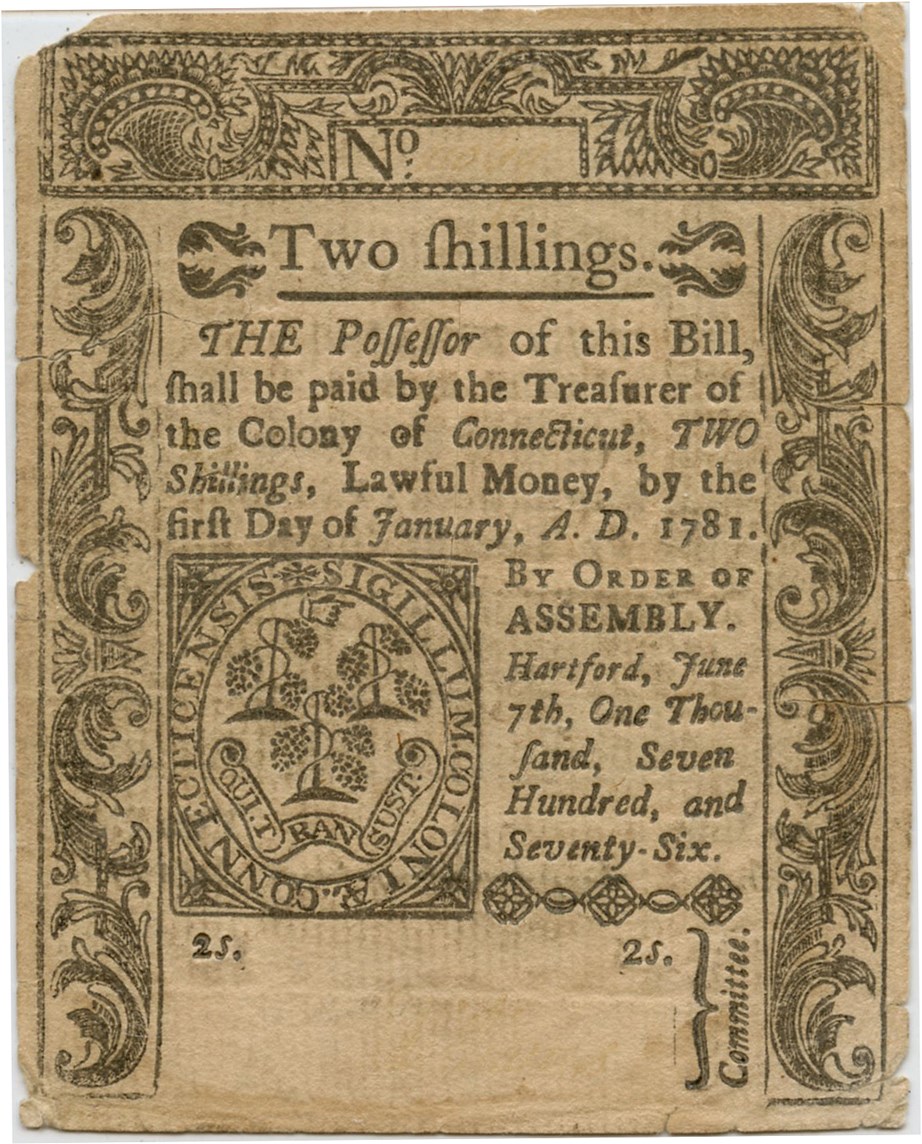 No:
Two ſhillings.
THE Poſſeſſor of this Bill,
ſhall be paid by the Treaſurer of
the Colony of Connecticut, TWO
Shillings, Lawful Money, by the
firſt Day of January, A. D. 1781.
SIGILLUM. COLONIÆ. CONNECTICENSIS
QUI. T RAN SUST:
By Order of
ASSEMBLY.
Hartford, June
7th, One Thou-
ſand, Seven
Hundred, and
Seventy-Six.
2s. 2s.
Committee.